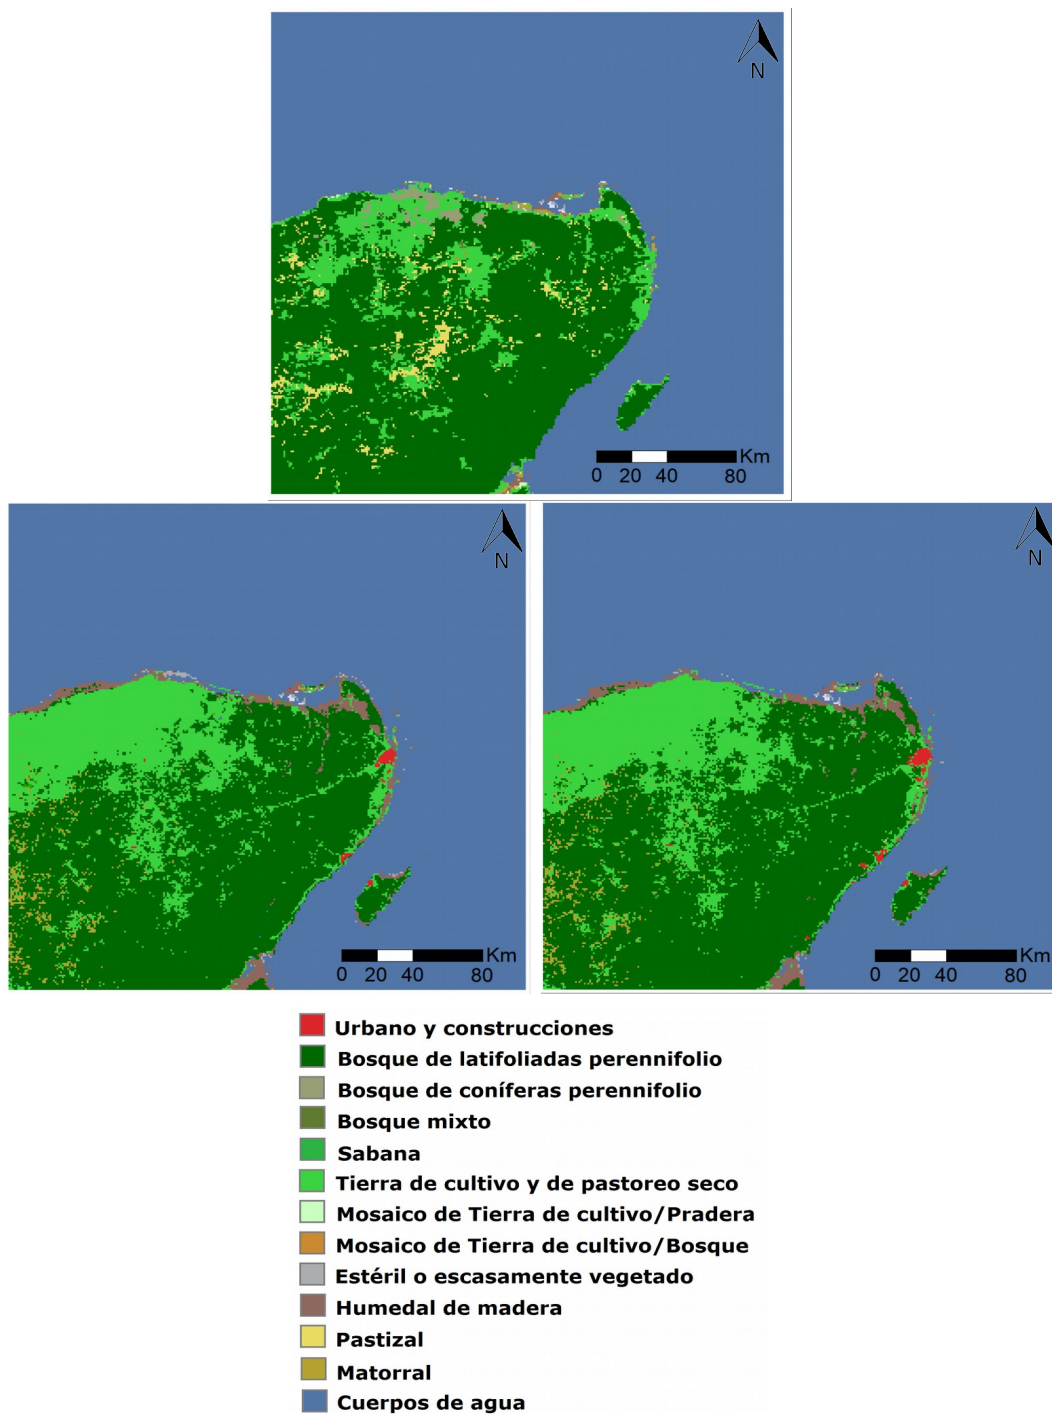 N
Km
0 20 40 80
N
Km
0 20 40 80
N
Km
0 20 40 80
Urbano y construcciones
Bosque de latifoliadas perennifolio
Bosque de coníferas perennifolio
Bosque mixto
Sabana
Tierra de cultivo y de pastoreo seco
Mosaico de Tierra de cultivo/Pradera
Mosaico de Tierra de cultivo/Bosque
Estéril o escasamente vegetado
Humedal de madera
Pastizal
Matorral
Cuerpos de agua